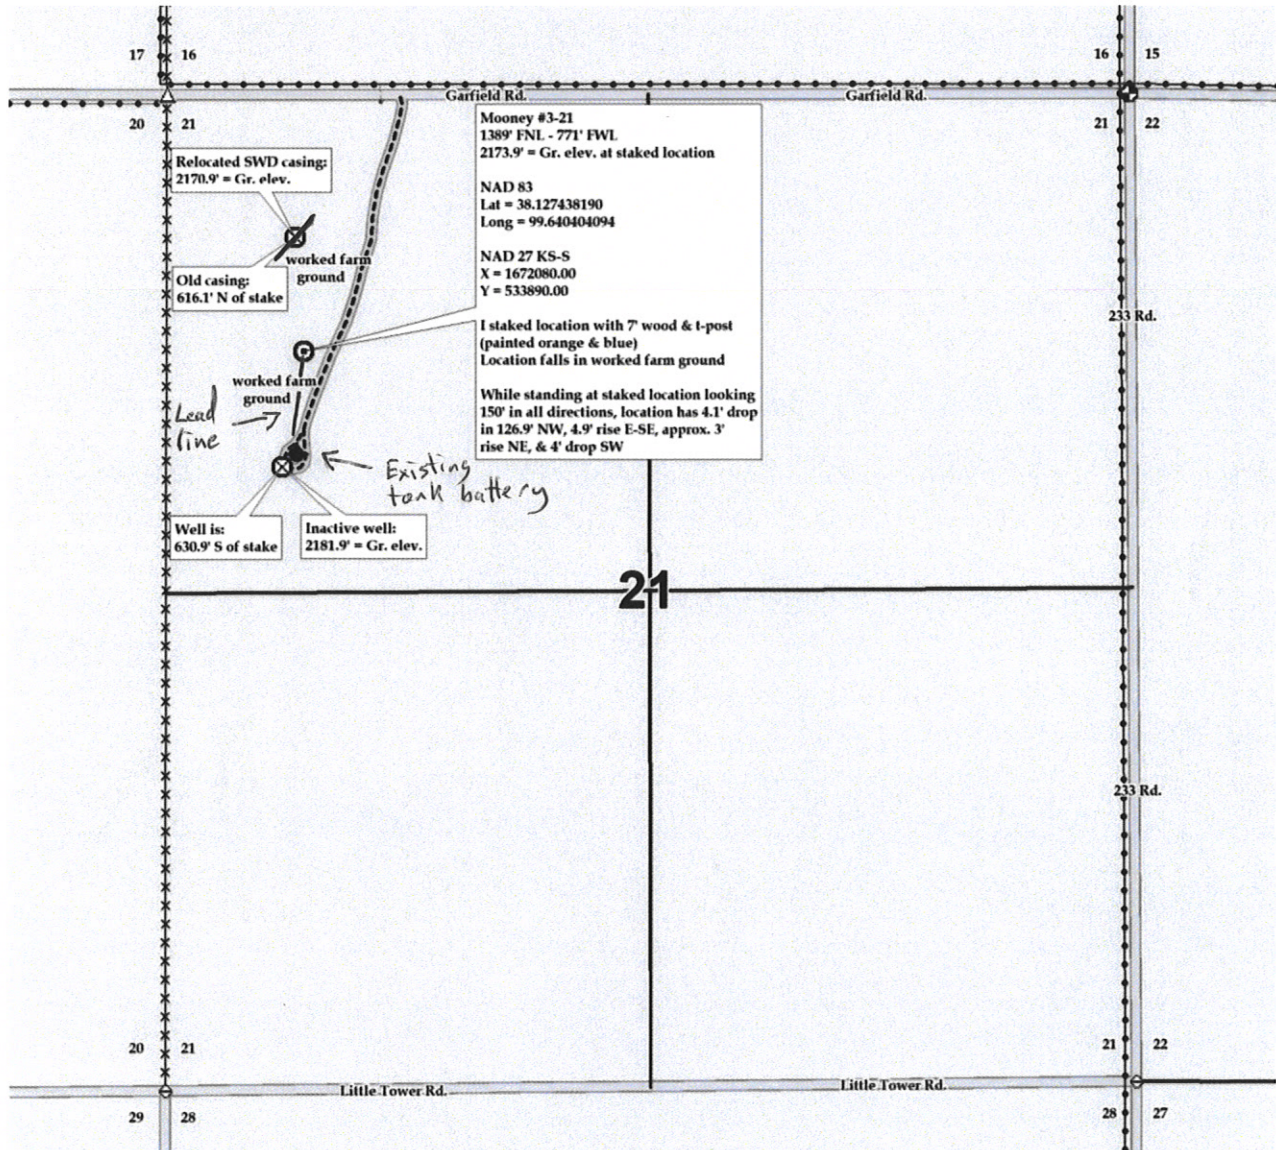 17 16
16 15
Garfield Rd.
Garfield Rd.
20 21
21 22
Mooney #3-21
1389' FNL - 771' FWL
2173.9' = Gr. elev. at staked location
NAD 83
Lat = 38.127438190
Long = 99.640404094
NAD 27 KS-S
X = 1672080.00
Y = 533890.00
I staked location with 7' wood & t-post
(painted orange & blue)
Location falls in worked farm ground
While standing at staked location looking
150' in all directions, location has 4.1' drop
in 126.9' NW, 4.9' rise E-SE, approx. 3'
rise NE, & 4' drop SW
Relocated SWD casing:
2170.9' = Gr. elev.
worked farm
ground
Old casing:
616.1' N of stake
233 Rd.
worked farm
ground
Lead
line
Existing
tank battery
Well is:
630.9' S of stake
Inactive well:
2181.9' = Gr. elev.
21
233 Rd.
20 21
21 22
Little Tower Rd.
Little Tower Rd.
29 28
28 27